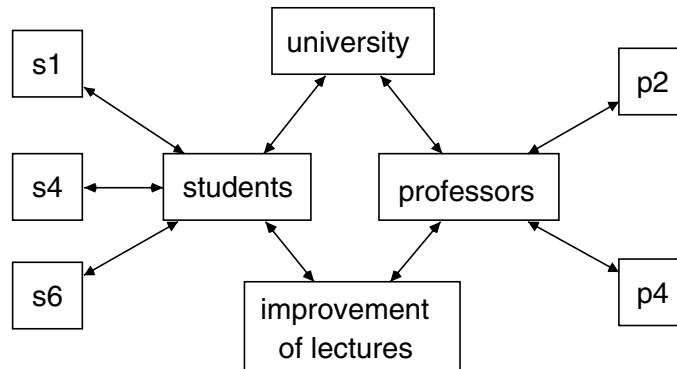 university
s1
p2
s4
students
professors
s6
p4
improvement
of lectures